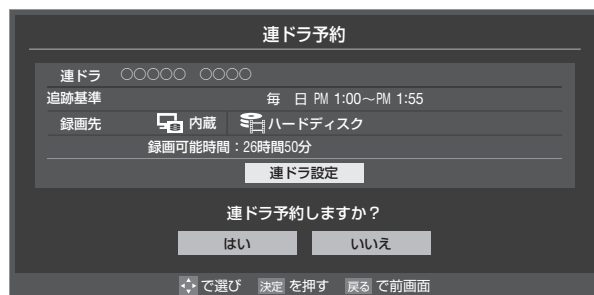 連ドラ予約
連ドラ ○○○○○ ○○○○
追跡基準 毎 日 PM 1:00～PM 1:55
録画先 内蔵 ハードディスク
録画可能時間：26時間50分
連ドラ設定
連ドラ予約しますか？
はい いいえ
で選び 決定 を押す 戻る で前画面